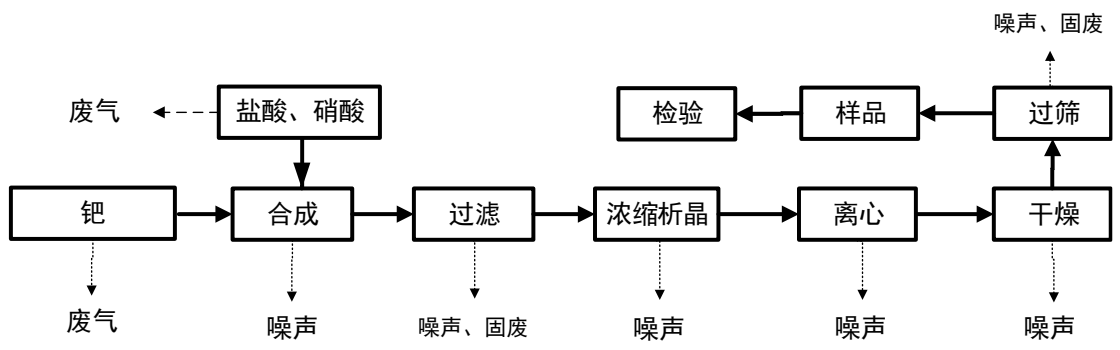 噪声、固废
废气
盐酸、硝酸
检验
样品
过筛
钯
合成
过滤
浓缩析晶
离心
干燥
废气
噪声
噪声、固废
噪声
噪声
噪声